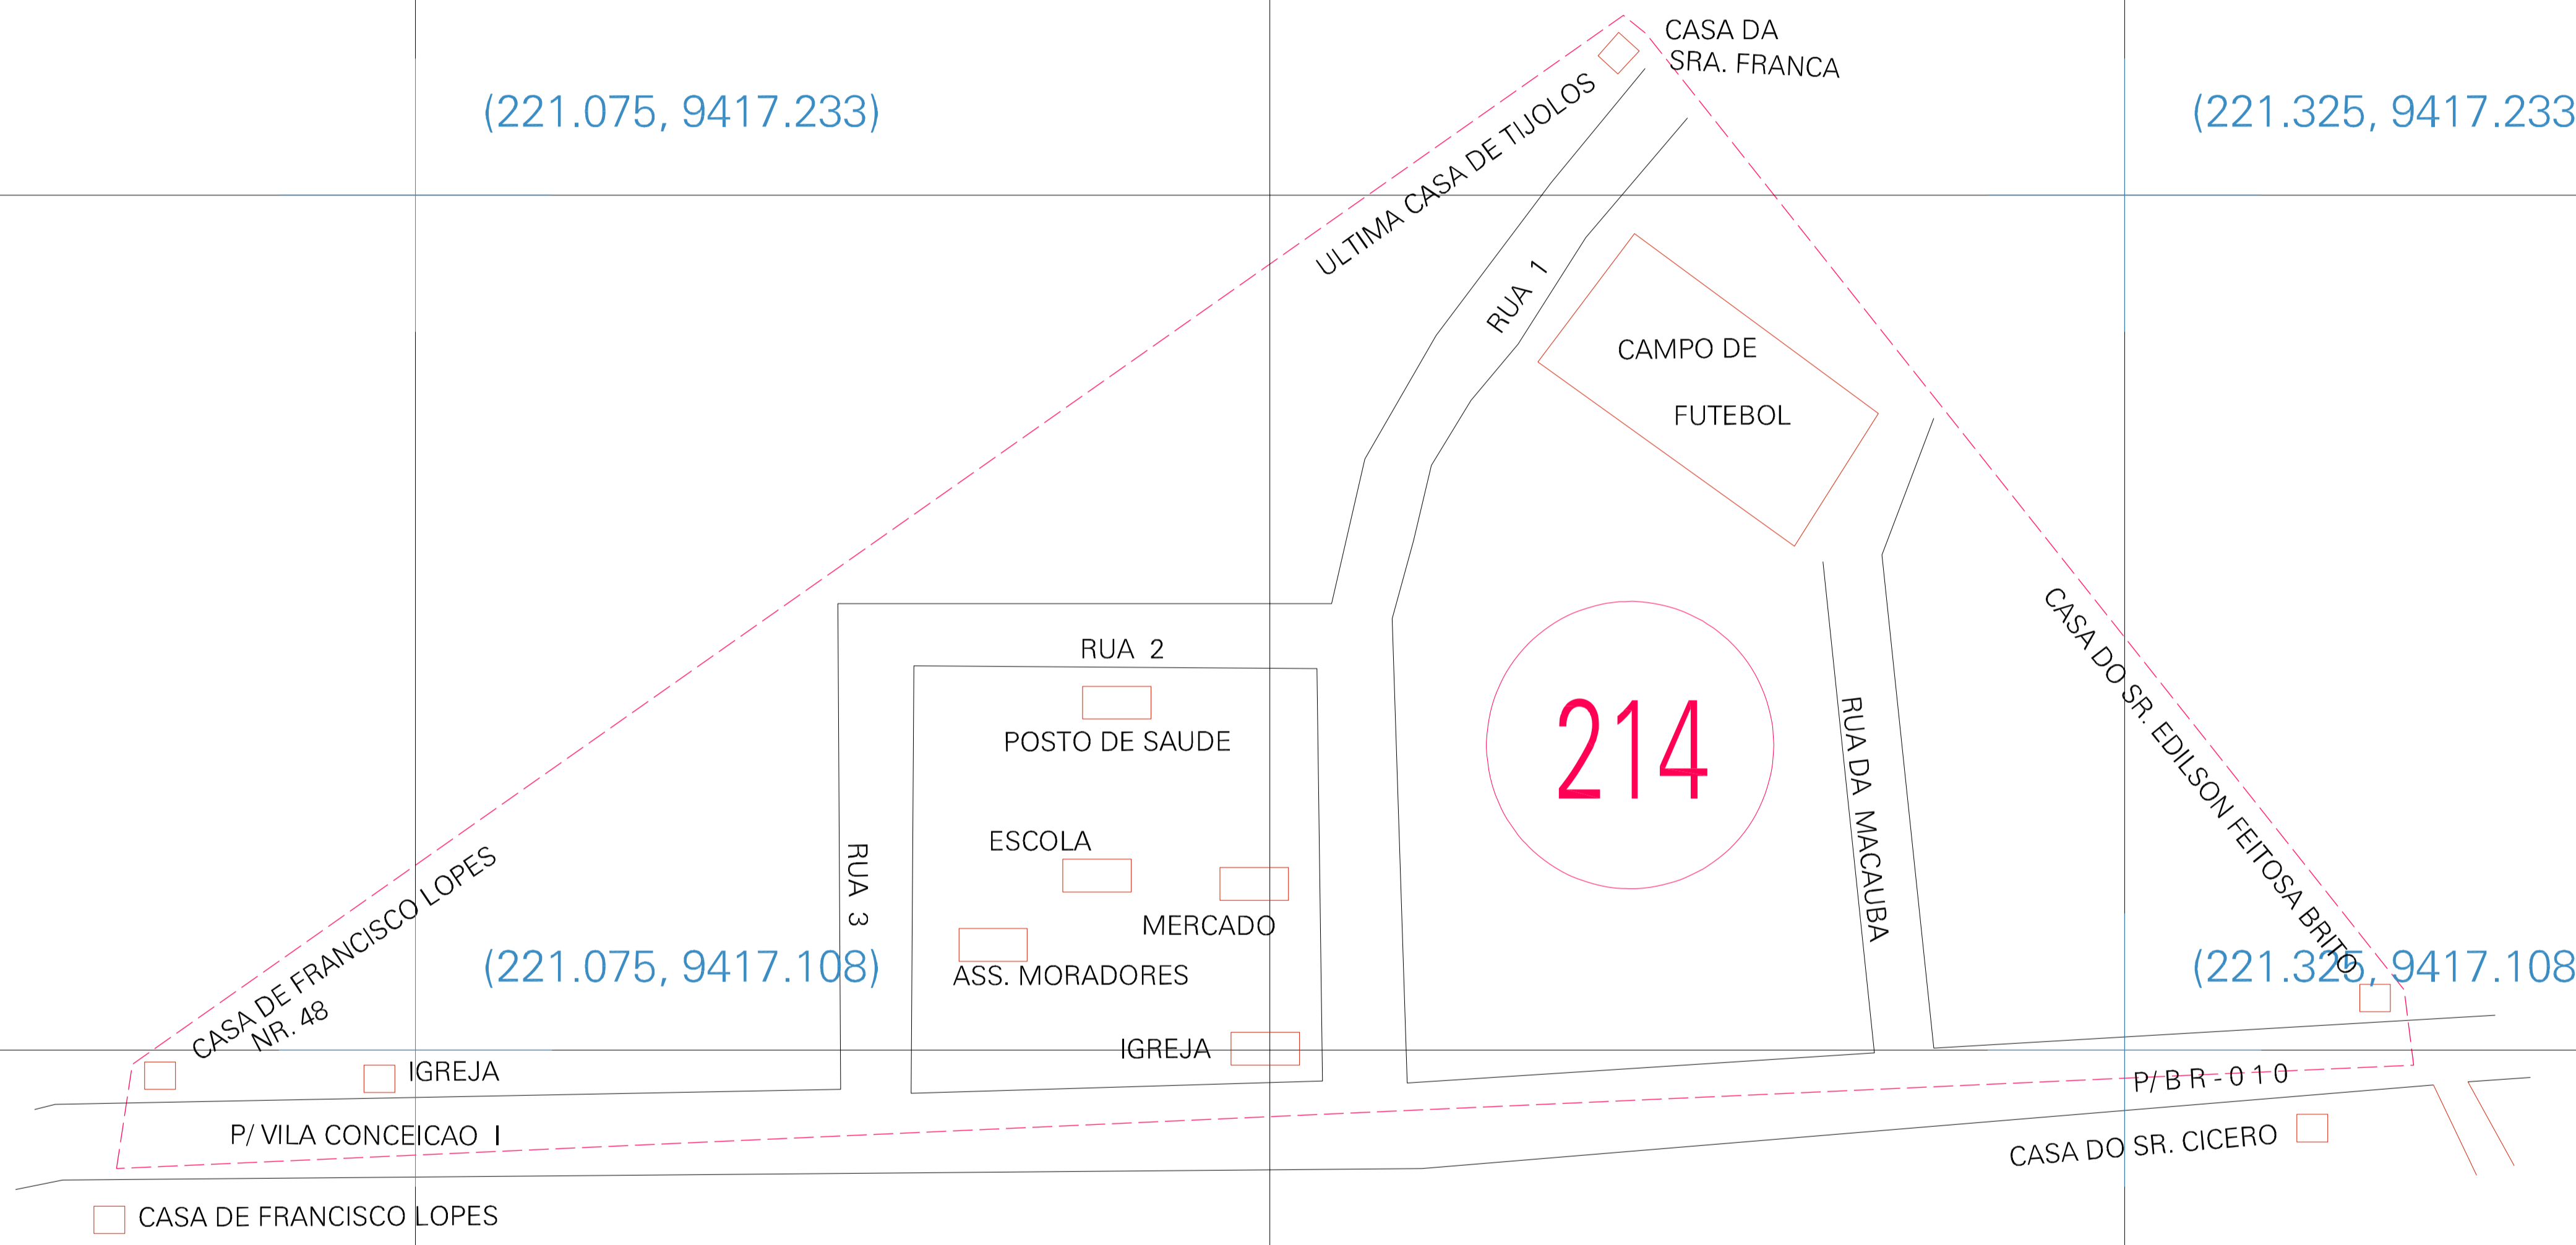 CASA DA
SRA. FRANCA
(221.075, 9417.233)
(221.325, 9417.233
ULTIMA CASA DE TIJOLOS
RUA 1
CAMPO DE
FUTEBOL
RUA 2
POSTO DE SAUDE
214
CASA DO SR. EDILSON FEITOSA BRITO
RUA DA MACAUBA
ESCOLA
RUA 3
MERCADO
CASA DE FRANCISCO LOPES
NR. 48
(221.075, 9417.108)
ASS. MORADORES
(221.325, 9417.108
IGREJA
IGREJA
P/ BR-010
P/ VILA CONCEICAO I
CASA DO SR. CICERO
CASA DE FRANCISCO LOPES